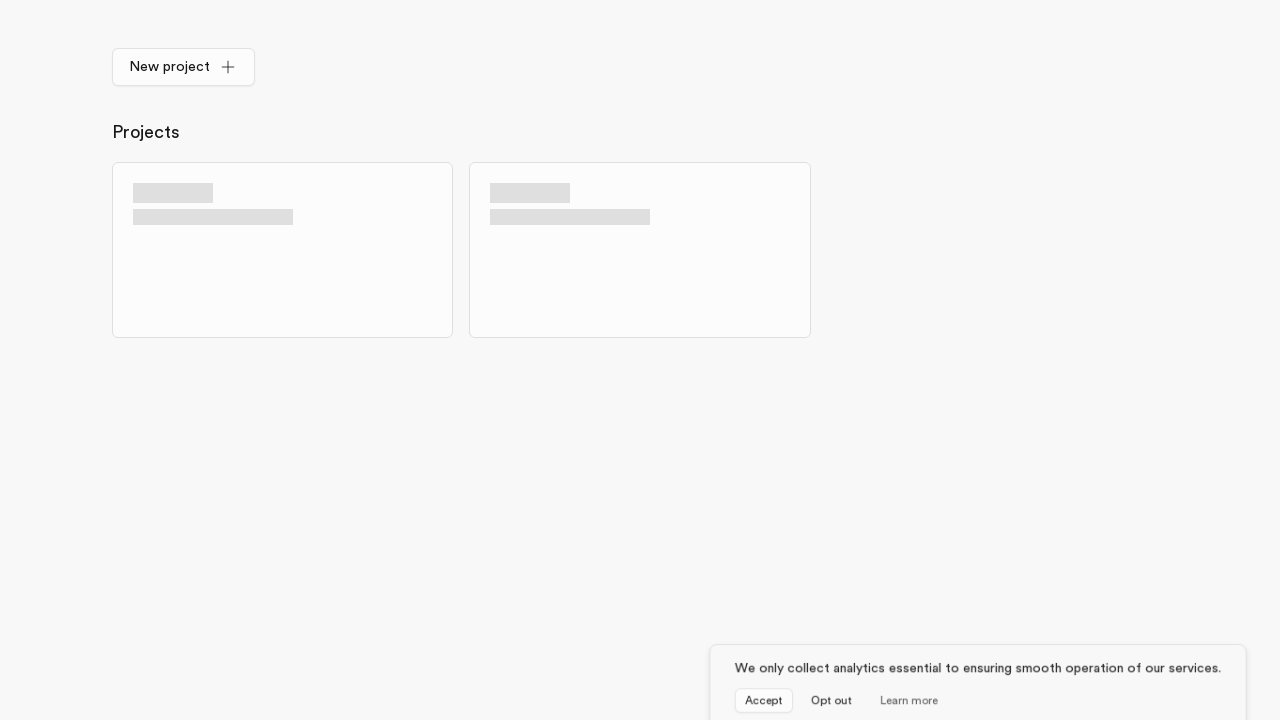 New project
Projects
We only collect analytics essential to ensuring smooth operation of our services.
Accept Opt out Learn more